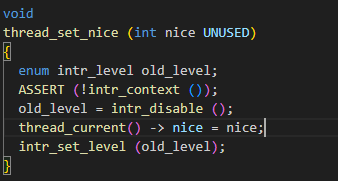 void
thread_set_nice (int nice UNUSED)
{
enum intr_level old_level;
ASSERT (!intr_context ());
old_level = intr_disable ();
thread_current() -> nice = nice;
intr_set_level (old_level);
}